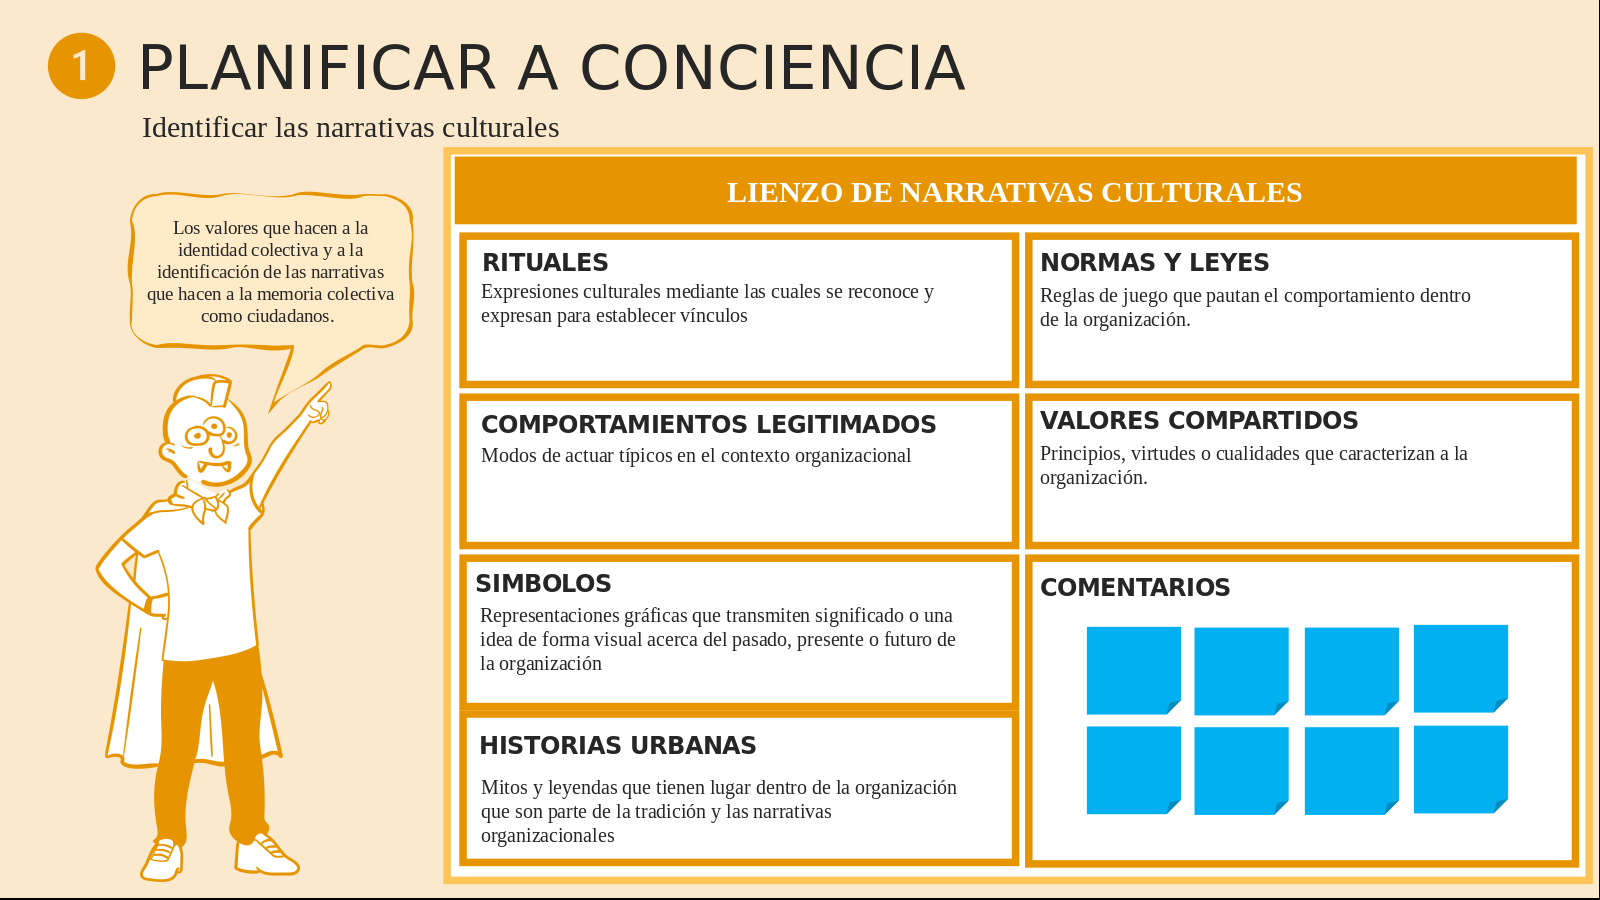 1
PLANIFICAR A CONCIENCIA
Identificar las narrativas culturales
Los valores que hacen a la
identidad colectiva y a la
identificación de las narrativas
que hacen a la memoria colectiva
como ciudadanos.
LIENZO DE NARRATIVAS CULTURALES
RITUALES
Expresiones culturales mediante las cuales se reconoce y
expresan para establecer vínculos
NORMAS Y LEYES
Reglas de juego que pautan el comportamiento dentro
de la organización.
COMPORTAMIENTOS LEGITIMADOS
Modos de actuar típicos en el contexto organizacional
VALORES COMPARTIDOS
Principios, virtudes o cualidades que caracterizan a la
organización.
SIMBOLOS
Representaciones gráficas que transmiten significado o una
idea de forma visual acerca del pasado, presente o futuro de
la organización
COMENTARIOS
HISTORIAS URBANAS
Mitos y leyendas que tienen lugar dentro de la organización
que son parte de la tradición y las narrativas
organizacionales